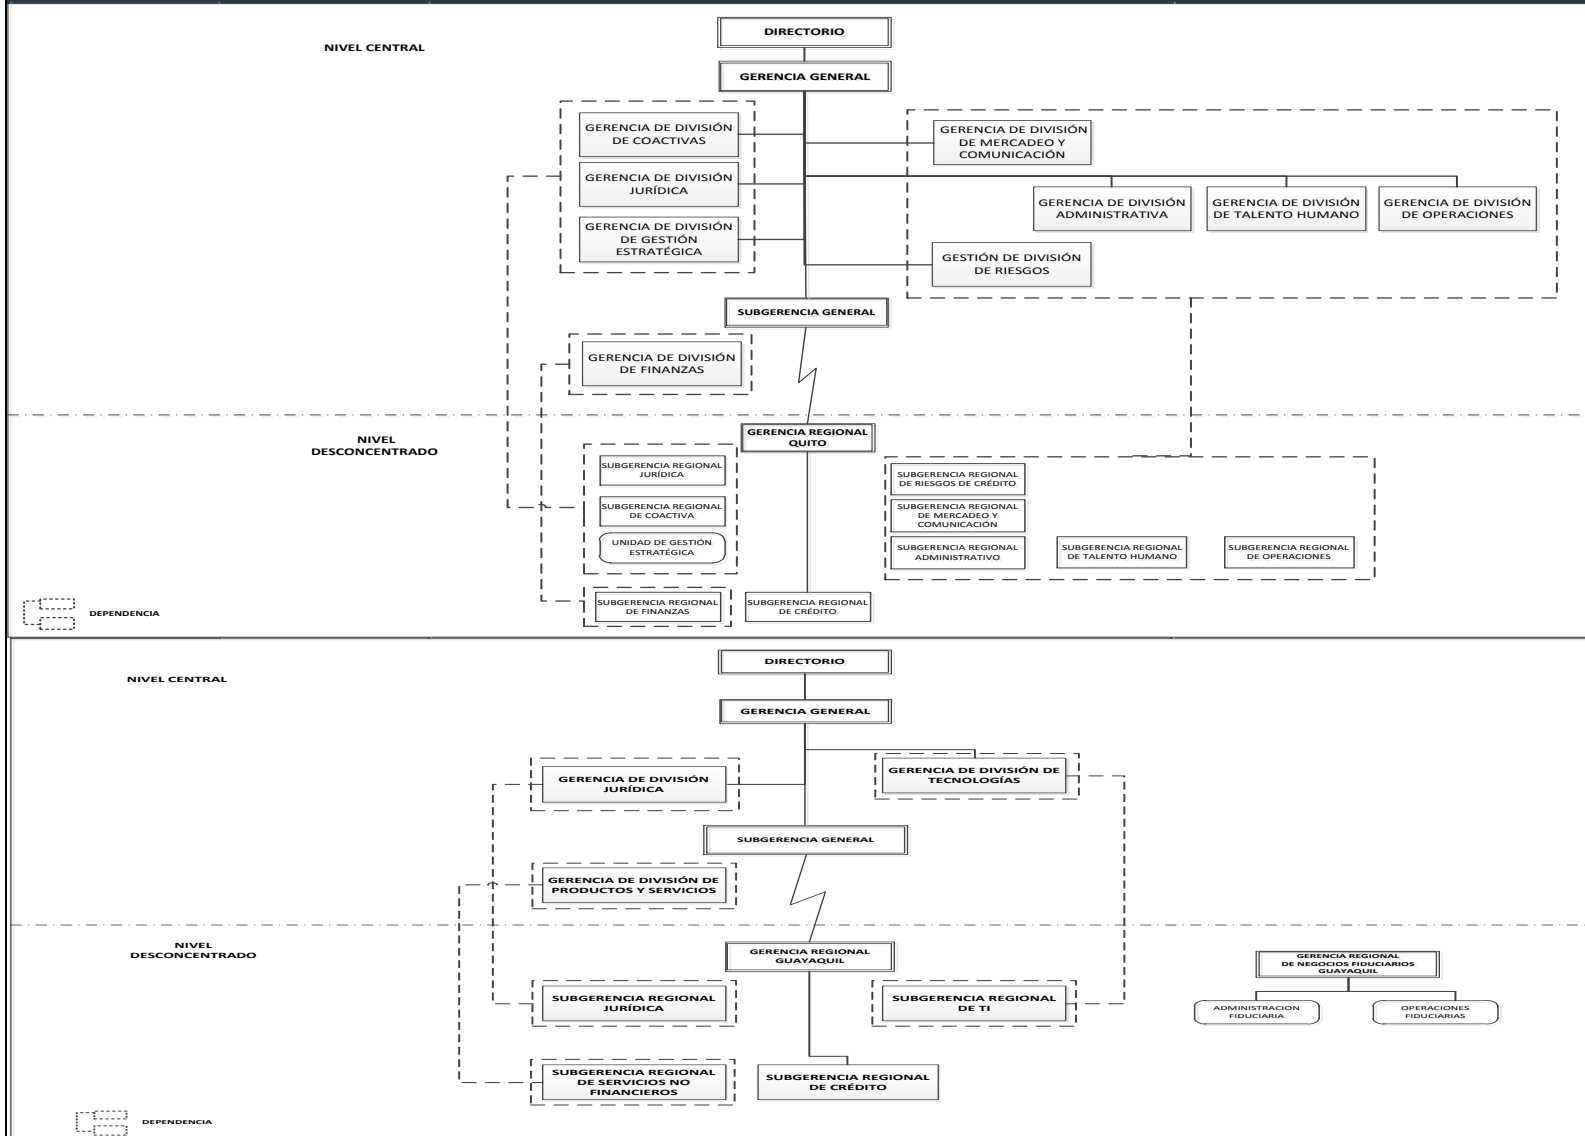 DIRECTORIO
NIVEL CENTRAL
GERENCIA GENERAL
GERENCIA DE DIVISIÓN
DE COACTIVAS
GERENCIA DE DIVISIÓN
DE MERCADEO Y
COMUNICACIÓN
GERENCIA DE DIVISIÓN
JURÍDICA
GERENCIA DE DIVISIÓN
ADMINISTRATIVA
GERENCIA DE DIVISIÓN
DE TALENTO HUMANO
GERENCIA DE DIVISIÓN
DE OPERACIONES
GERENCIA DE DIVISIÓN
DE GESTIÓN
ESTRATÉGICA
GESTIÓN DE DIVISIÓN
DE RIESGOS
SUBGERENCIA GENERAL
GERENCIA DE DIVISIÓN
DE FINANZAS
NIVEL
DESCONCENTRADO
GERENCIA REGIONAL
QUITO
SUBGERENCIA REGIONAL
JURÍDICA
SUBGERENCIA REGIONAL
DE RIESGOS DE CRÉDITO
SUBGERENCIA REGIONAL
DE COACTIVA
SUBGERENCIA REGIONAL
DE MERCADEO Y
COMUNICACIÓN
UNIDAD DE GESTIÓN
ESTRATÉGICA
SUBGERENCIA REGIONAL
ADMINISTRATIVO
SUBGERENCIA REGIONAL
DE TALENTO HUMANO
SUBGERENCIA REGIONAL
DE OPERACIONES
SUBGERENCIA REGIONAL
DE FINANZAS
SUBGERENCIA REGIONAL
DE CRÉDITO
DEPENDENCIA
DIRECTORIO
NIVEL CENTRAL
GERENCIA GENERAL
GERENCIA DE DIVISIÓN
JURÍDICA
GERENCIA DE DIVISIÓN DE
TECNOLOGÍAS
SUBGERENCIA GENERAL
GERENCIA DE DIVISIÓN DE
PRODUCTOS Y SERVICIOS
NIVEL
DESCONCENTRADO
GERENCIA REGIONAL
GUAYAQUIL
GERENCIA REGIONAL
DE NEGOCIOS FIDUCIARIOS
GUAYAQUIL
SUBGERENCIA REGIONAL
JURÍDICA
SUBGERENCIA REGIONAL
DE TI
ADMINISTRACION
FIDUCIARIA
OPERACIONES
FIDUCIARIAS
SUBGERENCIA REGIONAL
DE SERVICIOS NO
FINANCIEROS
SUBGERENCIA REGIONAL
DE CRÉDITO
DEPENDENCIA